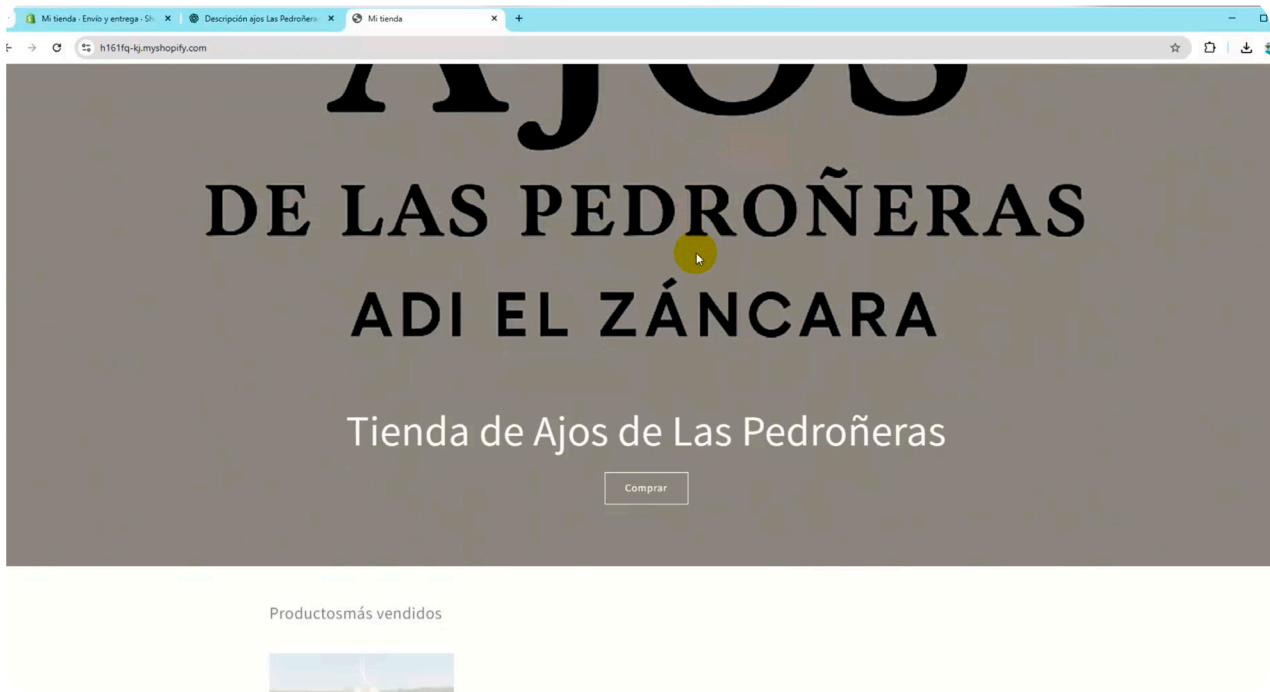 Mi tienda · Envío y entrega · Sh
Descripción ajos Las Pedroñera
Mi tienda
h161fq-kj.myshopify.com
AJOS
DE LAS PEDROÑERAS
ADI EL ZÁNCARA
Tienda de Ajos de Las Pedroñeras
Comprar
Productosmás vendidos